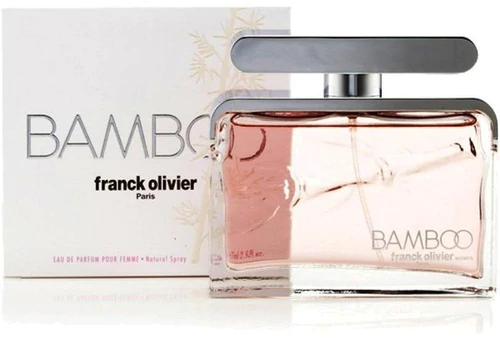 BAMBOO
franck olivier
Paris
EAU DE PARFUM POUR FEMME • Natural Spray
BAMBOO
franck olivier